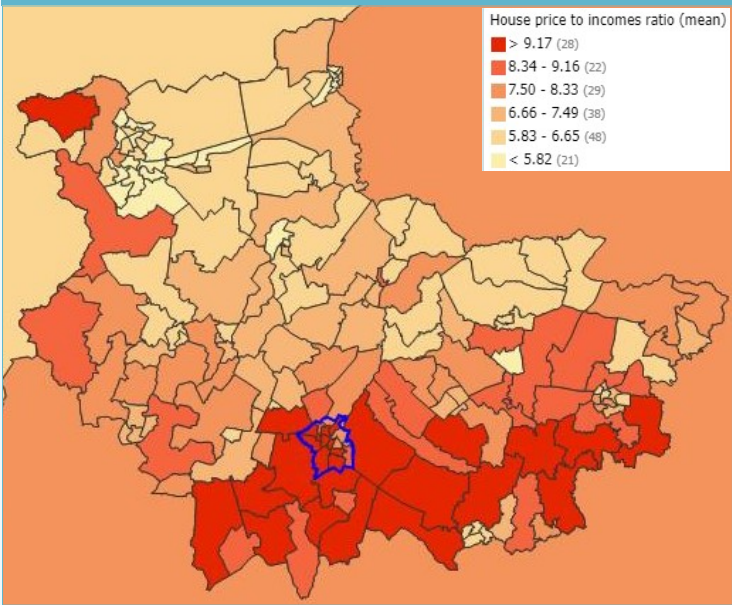 House price to incomes ratio (mean)
> 9.17 (28)
8.34 - 9.16 (22)
7.50 - 8.33 (29)
6.66 - 7.49 (38)
5.83 - 6.65 (48)
< 5.82 (21)